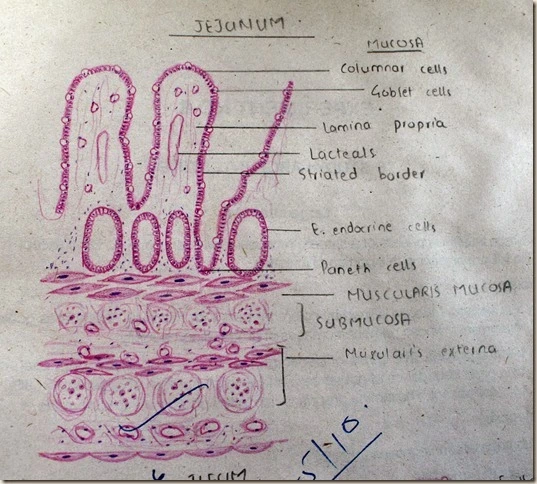 JEJUNUM
MUCOSA
Columnar cells
Goblet cells
Lamina propria
Lacteals
Striated border
E. endocrine cells
Paneth cells
MUSCULARIS MUCOSA
SUBMUCOSA
Muscularis externa
5/10.
ILEUM